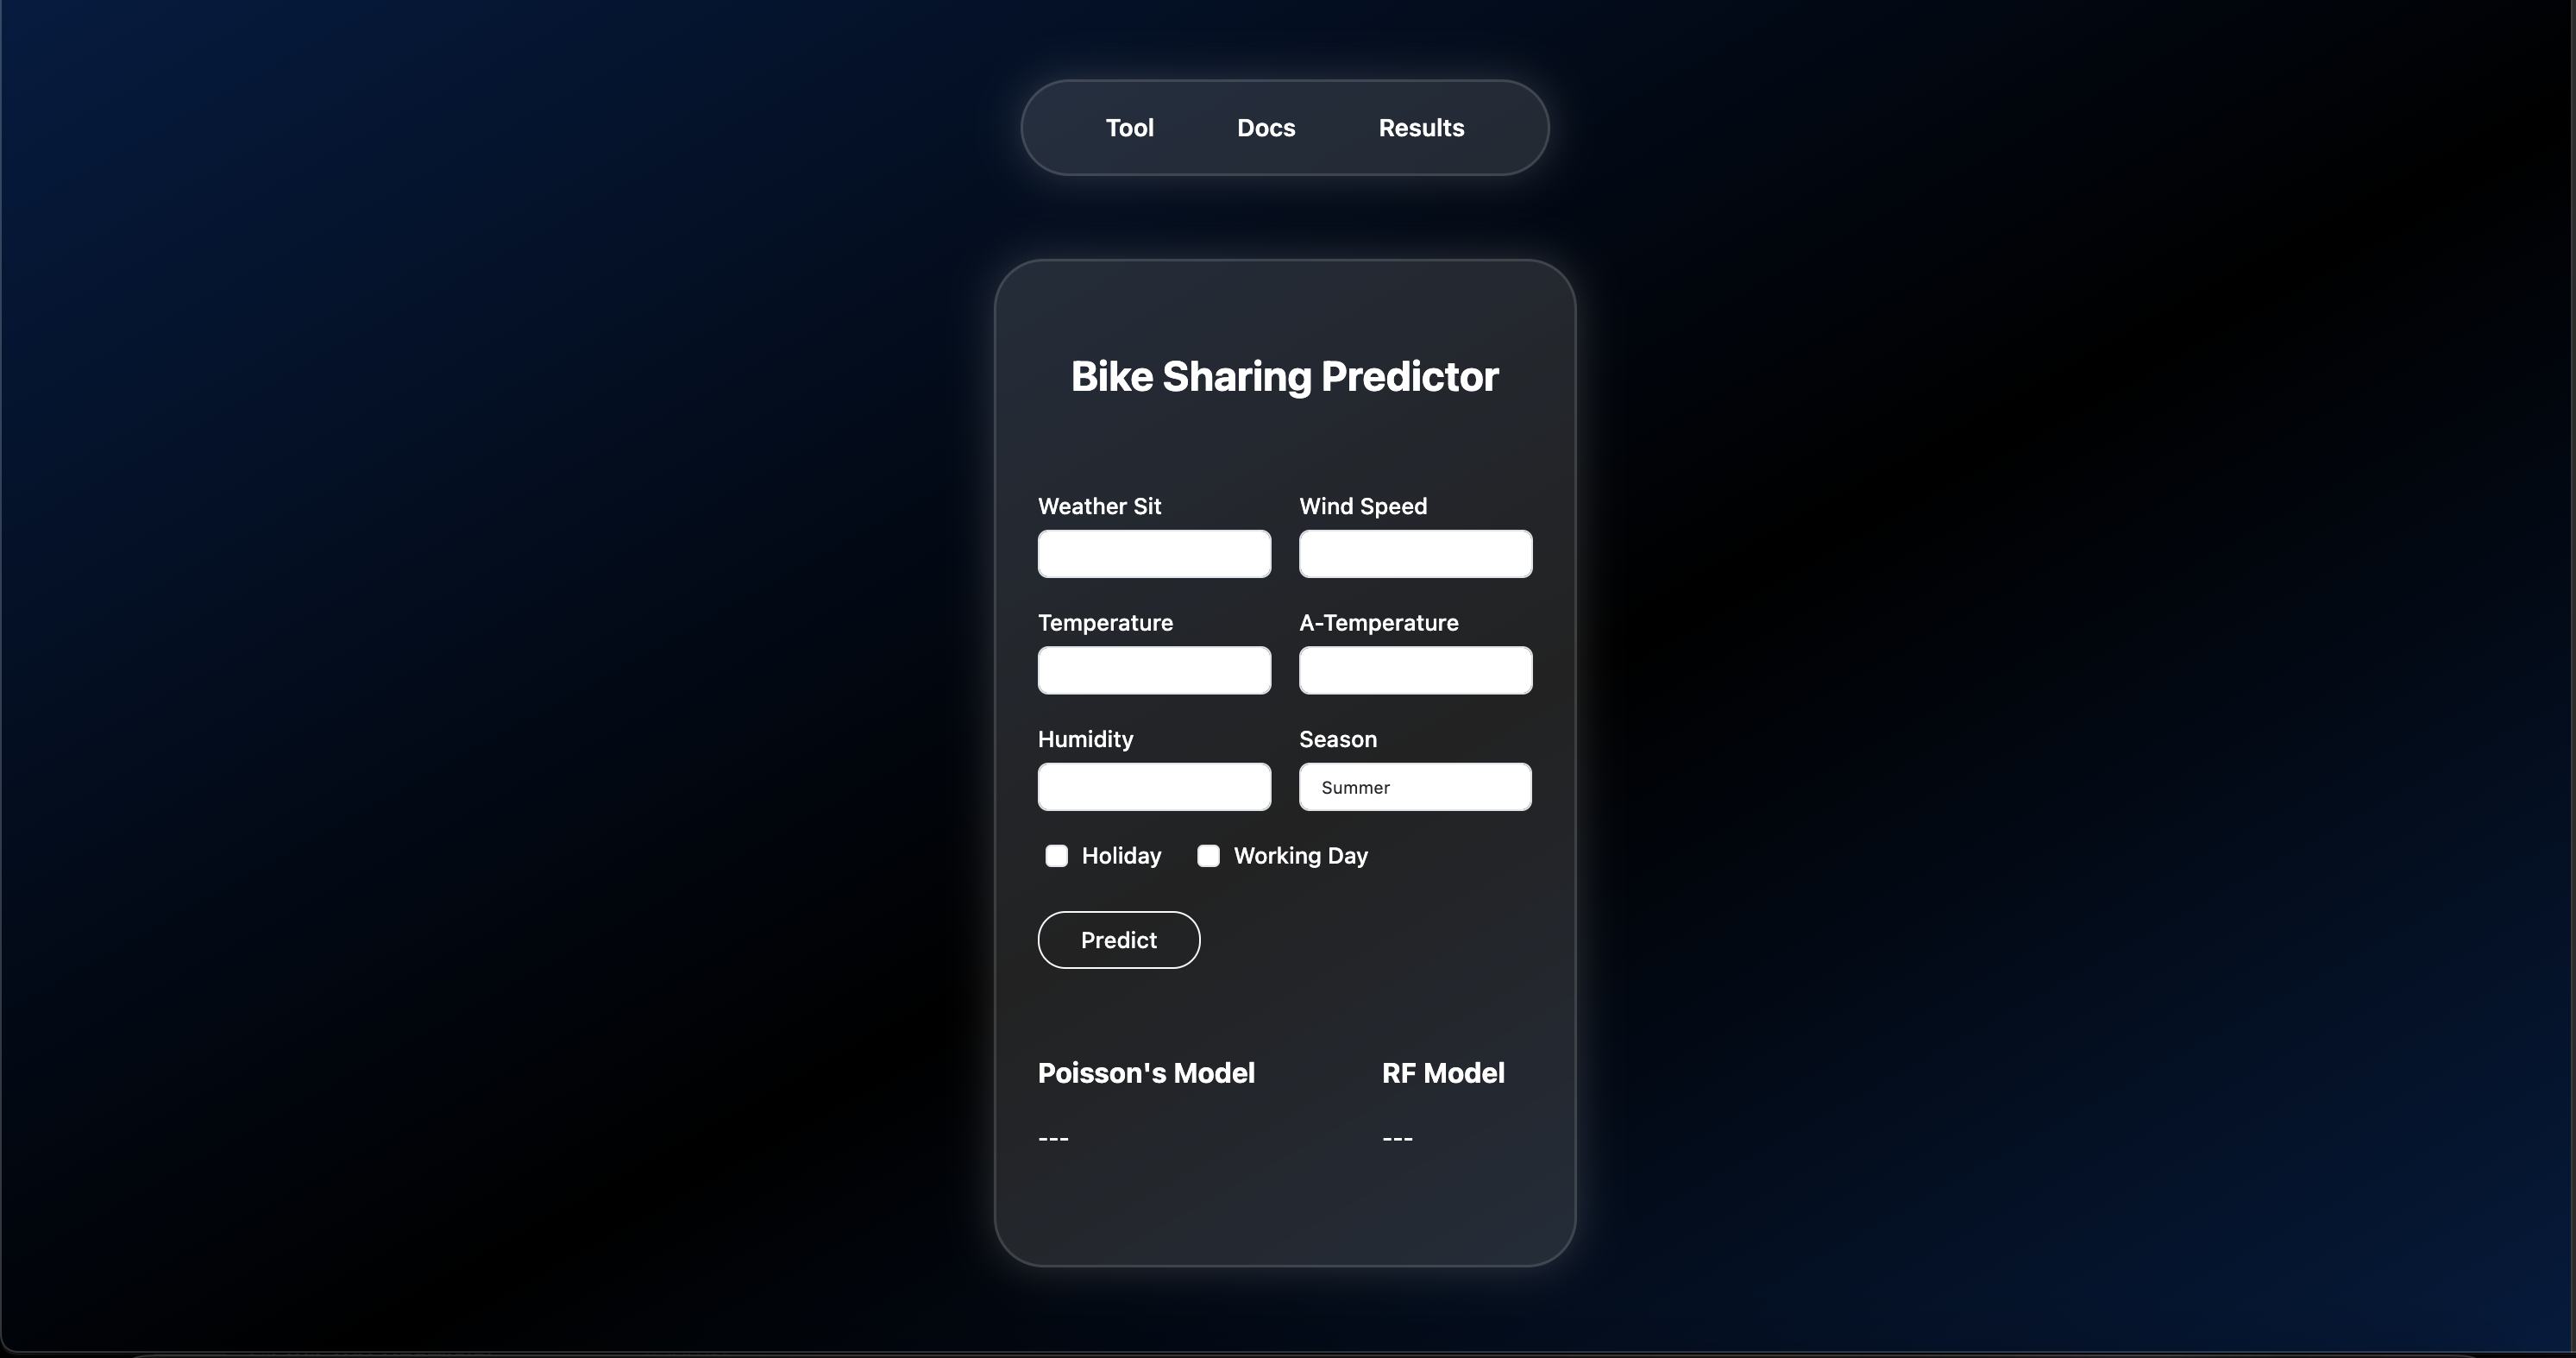 Tool Docs Results
Bike Sharing Predictor
Weather Sit Wind Speed
Temperature A-Temperature
Humidity Season
Summer
Holiday Working Day
Predict
Poisson's Model RF Model
--- ---